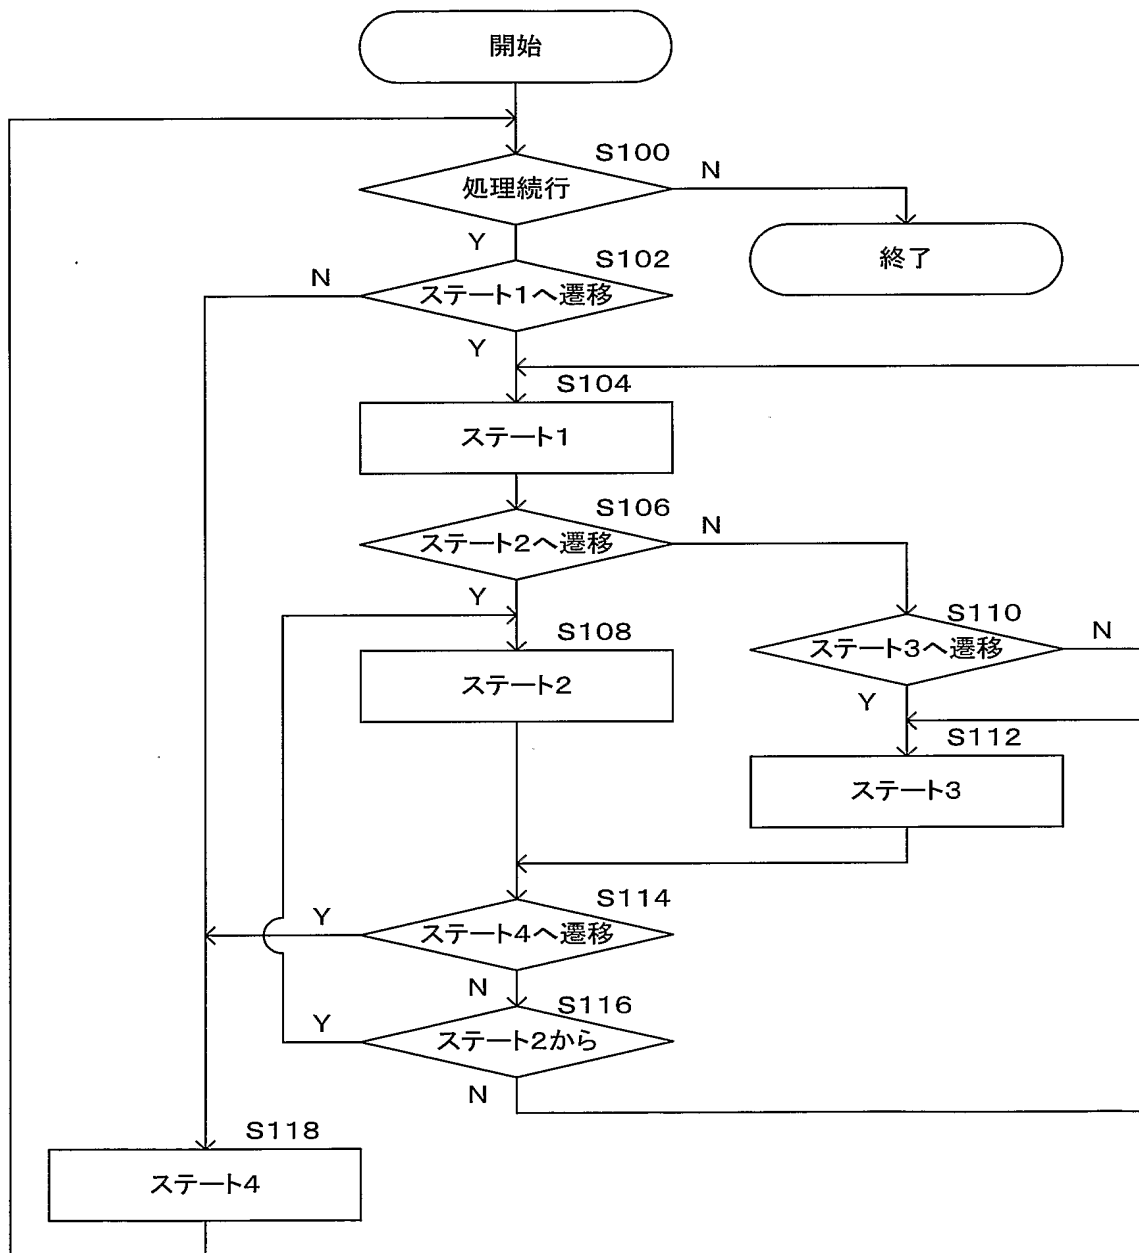 開始
S100
処理続行
N
Y
終了
S102
ステート1へ遷移
N
Y
S104
ステート1
S106
ステート2へ遷移
N
Y
S108
ステート2
S110
ステート3へ遷移
N
Y
S112
ステート3
S114
ステート4へ遷移
Y
N
S116
ステート2から
Y
N
S118
ステート4